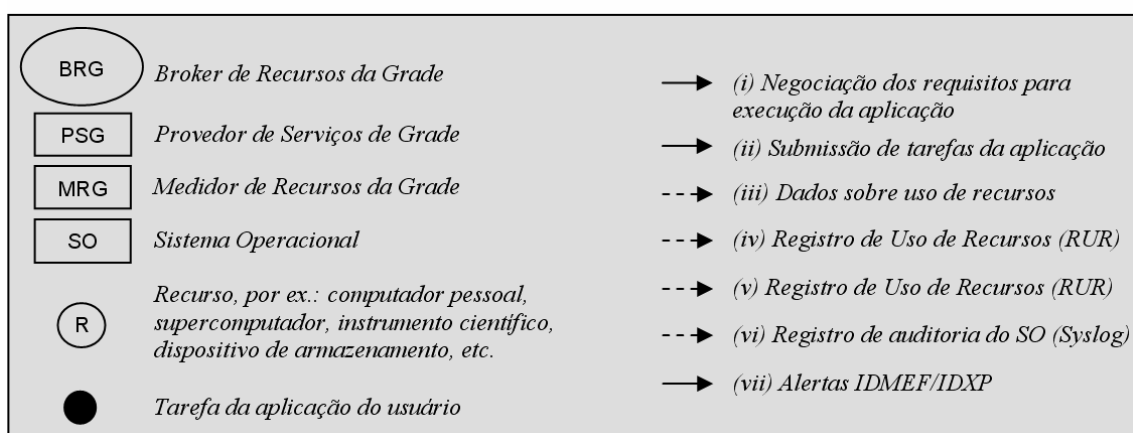 BRG Broker de Recursos da Grade
PSG Provedor de Serviços de Grade
MRG Medidor de Recursos da Grade
SO Sistema Operacional
R Recurso, por ex.: computador pessoal,
supercomputador, instrumento científico,
dispositivo de armazenamento, etc.
Tarefa da aplicação do usuário
(i) Negociação dos requisitos para
execução da aplicação
(ii) Submissão de tarefas da aplicação
(iii) Dados sobre uso de recursos
(iv) Registro de Uso de Recursos (RUR)
(v) Registro de Uso de Recursos (RUR)
(vi) Registro de auditoria do SO (Syslog)
(vii) Alertas IDMEF/IDXP